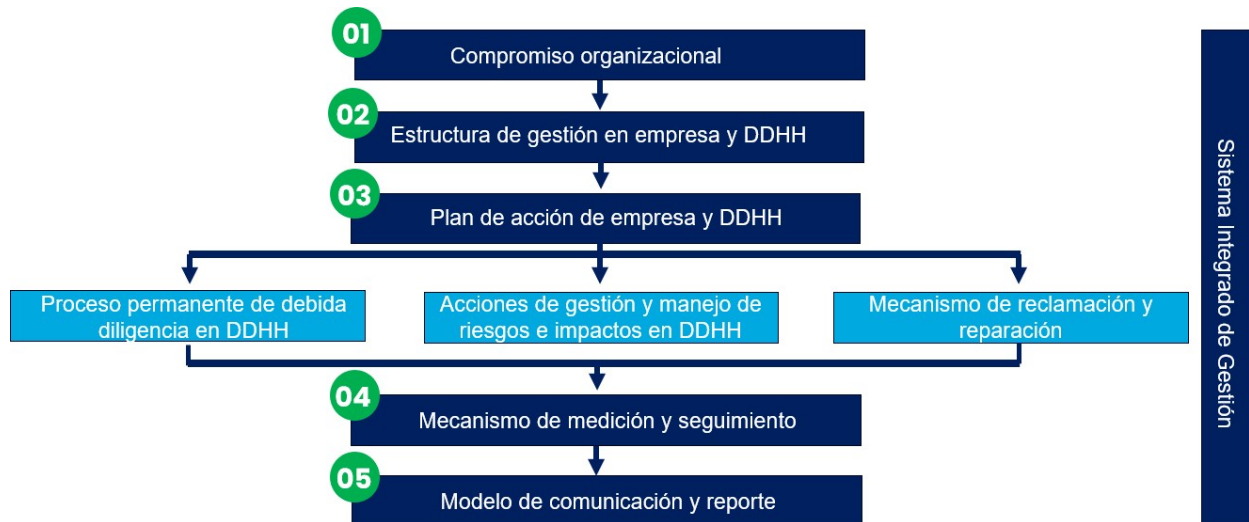 01
Compromiso organizacional
02
Estructura de gestión en empresa y DDHH
03
Plan de acción de empresa y DDHH
Proceso permanente de debida
diligencia en DDHH
Acciones de gestión y manejo de
riesgos e impactos en DDHH
Mecanismo de reclamación y
reparación
04
Mecanismo de medición y seguimiento
05
Modelo de comunicación y reporte
Sistema Integrado de Gestión